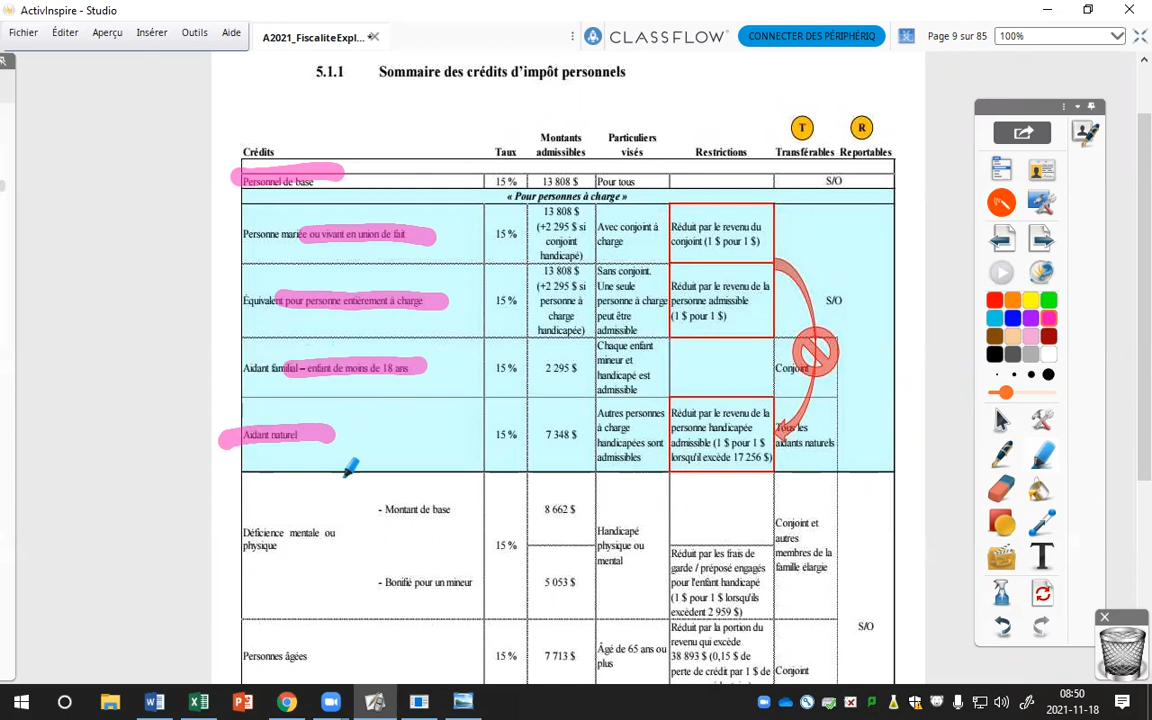 ActivInspire - Studio
Fichier Éditer Aperçu Insérer Outils Aide
A2021_FiscaliteExpl...
CLASSFLOW
CONNECTER DES PÉRIPHÉRIQ
Page 9 sur 85
100%
5.1.1 Sommaire des crédits d'impôt personnels
T R
Crédits
Taux
Montants
admissibles
Particuliers
visés
Restrictions
Transférables
Reportables
Personnel de base 15 % 13 808 $ Pour tous S/O
« Pour personnes à charge »
Personne mariée ou vivant en union de fait
15 %
13 808 $
(+2 295 $ si
conjoint
handicapé)
Avec conjoint à
charge
Réduit par le revenu du
conjoint (1 $ pour 1 $)
Équivalent pour personne entièrement à charge
15 %
13 808 $
(+2 295 $ si
personne à
charge
handicapée)
Sans conjoint.
Une seule
personne à charge
peut être
admissible
Réduit par le revenu de la
personne admissible
(1 $ pour 1 $)
S/O
Aidant familial – enfant de moins de 18 ans
15 %
2 295 $
Chaque enfant
mineur et
handicapé est
admissible
Conjoint
Aidant naturel
15 %
7 348 $
Autres personnes
à charge
handicapées sont
admissibles
Réduit par le revenu de la
personne handicapée
admissible (1 $ pour 1 $
lorsqu'il excède 17 256 $)
Tous les
aidants naturels
Déficience mentale ou
physique
- Montant de base
- Bonifié pour un mineur
15 %
8 662 $
5 053 $
Handicapé
physique ou
mental
Réduit par les frais de
garde / préposé engagés
pour l'enfant handicapé
(1 $ pour 1 $ lorsqu'ils
excèdent 2 959 $)
Conjoint et
autres
membres de la
famille élargie
S/O
Personnes âgées
15 %
7 713 $
Âgé de 65 ans ou
plus
Réduit par la portion du
revenu qui excède
38 893 $ (0,15 $ de
perte de crédit par 1 $ de
Conjoint
08:50
2021-11-18